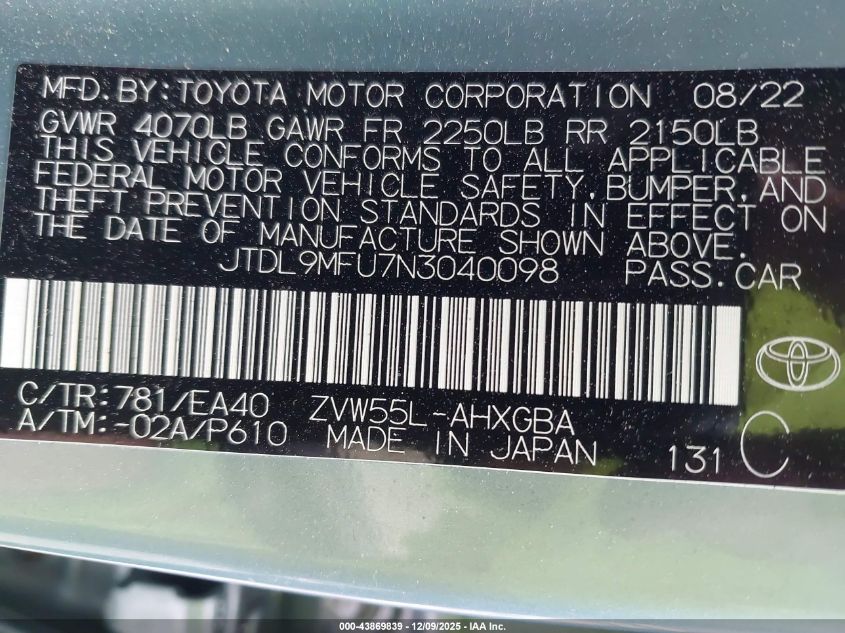 MFD.BY:TOYOTA MOTOR CORPORATION 08/22
GVWR 4070LB GAWR FR 2250LB RR 2150LB
THIS VEHICLE CONFORMS TO ALL APPLICABLE
FEDERAL MOTOR VEHICLE SAFETY,BUMPER,AND
THEFT PREVENTION STANDARDS IN EFFECT ON
THE DATE OF MANUFACTURE SHOWN ABOVE.
JTDL9MFU7N3040098 PASS.CAR
C/TR:781/EA40 ZVW55L-AHXGBA
A/TM:-02A/P610 MADE IN JAPAN 131 C
000-43869839 - 12/09/2025 - IAA Inc.